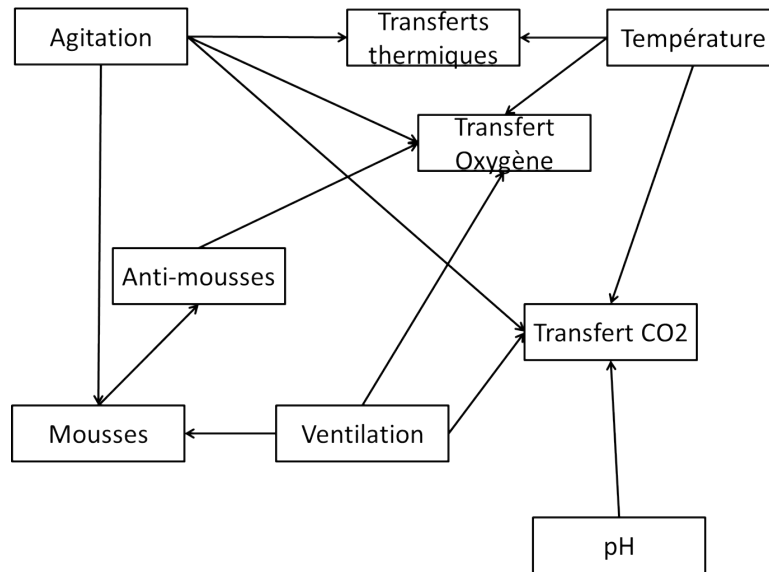 Agitation
Transferts
thermiques
Température
Transfert
Oxygène
Anti-mousses
Transfert CO2
Mousses
Ventilation
pH